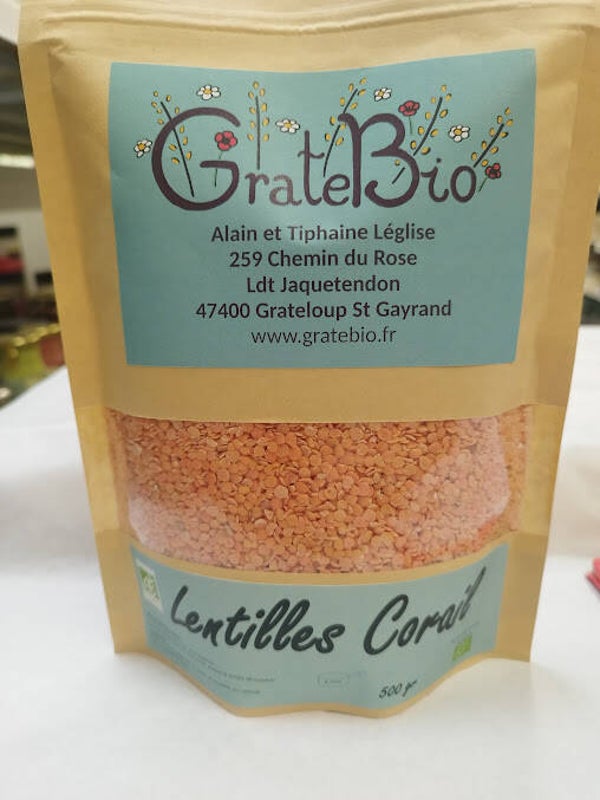 GrateBio
Alain et Tiphaine Léglise
259 Chemin du Rose
Ldt Jaquetendon
47400 Grateloup St Gayrand
www.gratebio.fr
Lentilles Corail
500 gr